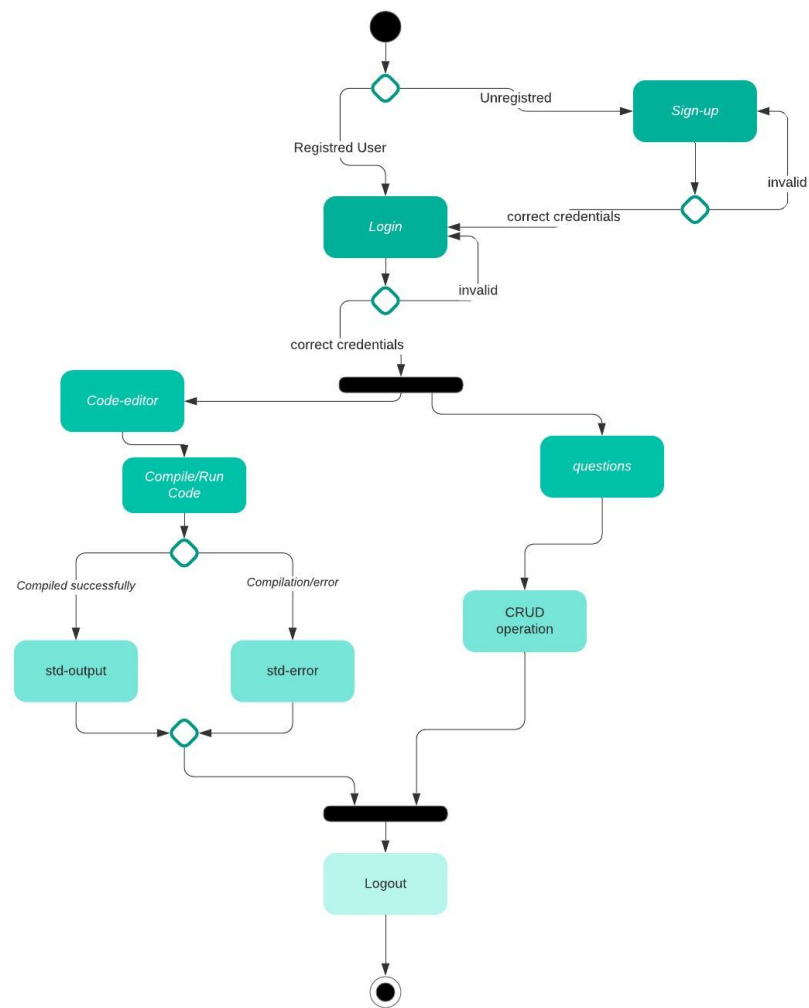 Unregistred
Sign-up
Registred User
invalid
correct credentials
Login
invalid
correct credentials
Code-editor
questions
Compile/Run
Code
Compiled successfully
Compilation/error
CRUD
operation
std-output
std-error
Logout